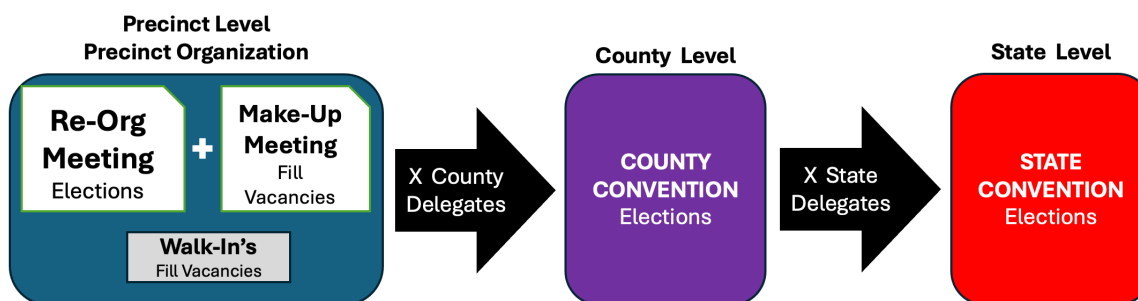 Precinct Level
Precinct Organization
Re-Org
Meeting
Elections
+
Make-Up
Meeting
Fill
Vacancies
Walk-In's
Fill Vacancies
X County
Delegates
County Level
COUNTY
CONVENTION
Elections
X State
Delegates
State Level
STATE
CONVENTION
Elections